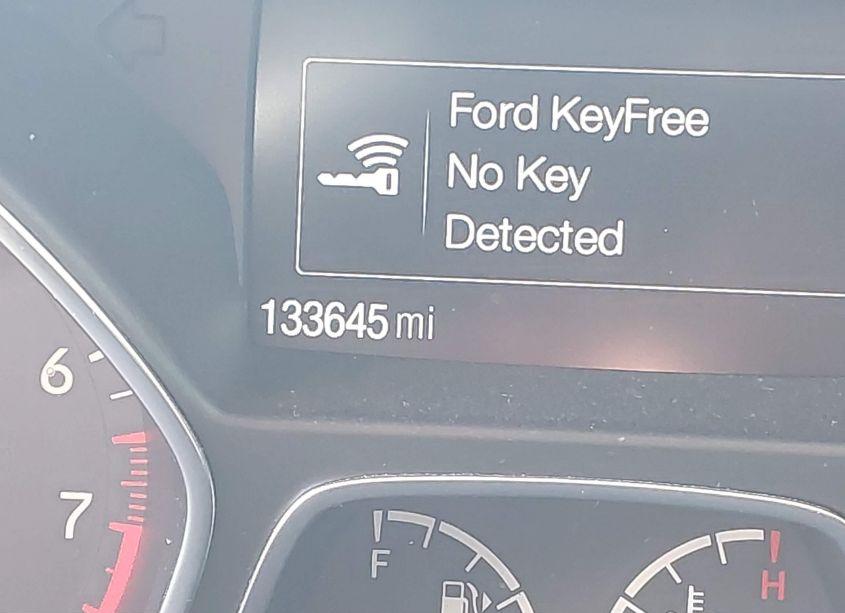 Ford KeyFree
No Key
Detected
133645 mi
6
7
F
H